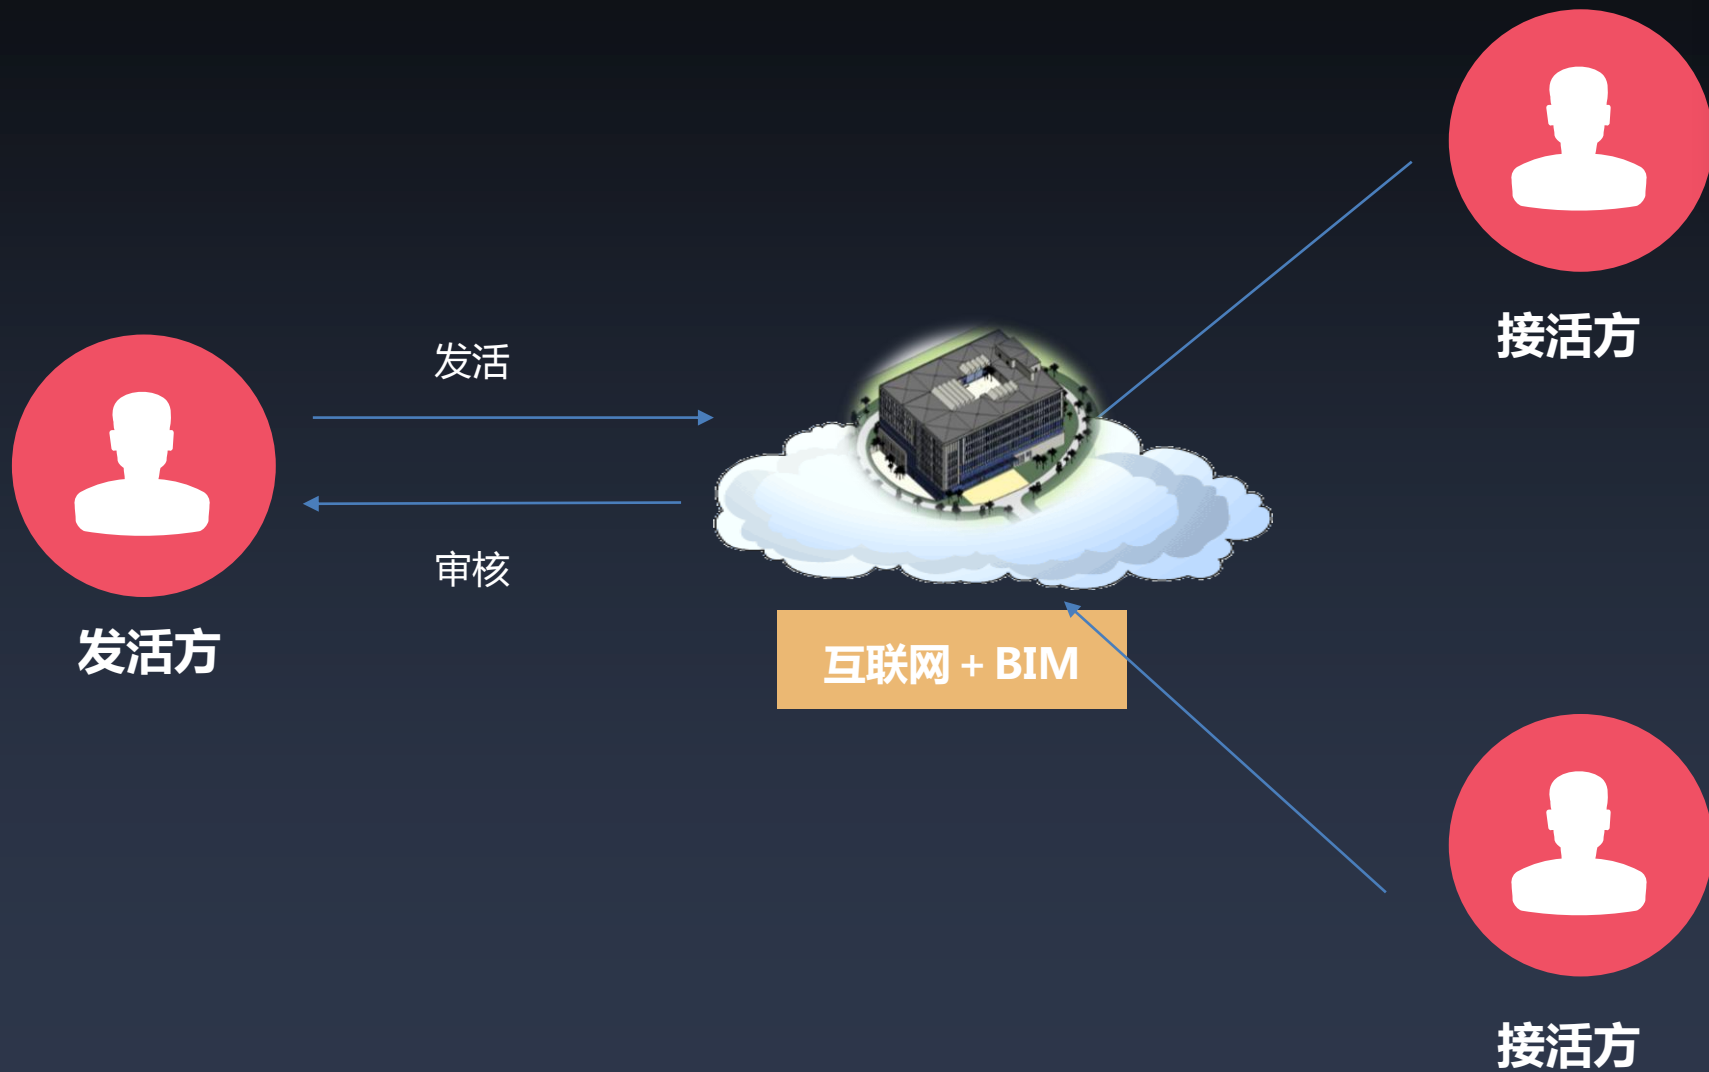 接活方
发活
审核
发活方
互联网 + BIM
接活方